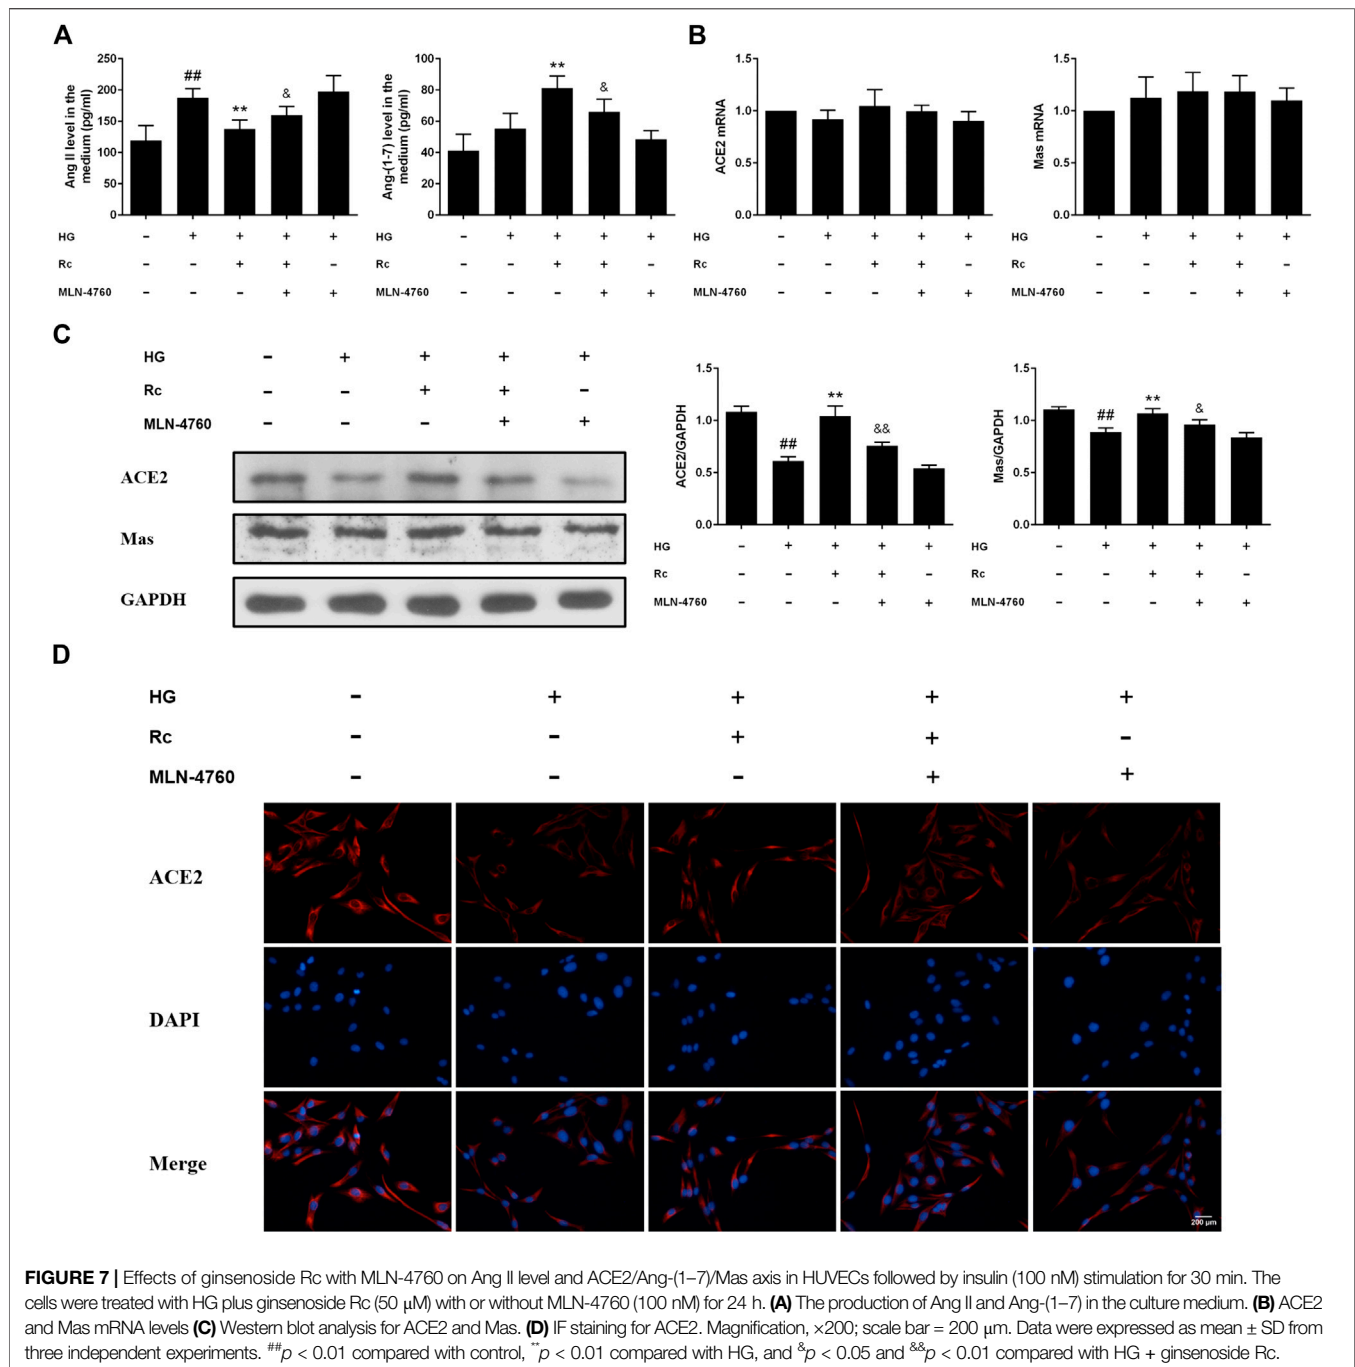 A
B
Ang II level in the
medium (pg/ml)
250
200
150
100
50
0
##
**
&
HG - + + + +
Rc - - + + -
MLN-4760 - - - + +
Ang-(1-7) level in the
medium (pg/ml)
100
80
60
40
20
0
**
&
HG - + + + +
Rc - - + + -
MLN-4760 - - - + +
ACE2 mRNA
1.5
1.0
0.5
0.0
HG - + + + +
Rc - - + + -
MLN-4760 - - - + +
Mas mRNA
1.5
1.0
0.5
0.0
HG - + + + +
Rc - - + + -
MLN-4760 - - - + +
C
HG - + + + +
Rc - - + + -
MLN-4760 - - - + +
ACE2
Mas
GAPDH
ACE2/GAPDH
1.5
1.0
0.5
0.0
##
**
&&
HG - + + + +
Rc - - + + -
MLN-4760 - - - + +
Mas/GAPDH
1.5
1.0
0.5
0.0
##
**
&
HG - + + + +
Rc - - + + -
MLN-4760 - - - + +
D
HG - + + + +
Rc - - + + -
MLN-4760 - - - + +
ACE2
DAPI
Merge
200 μm
FIGURE 7 | Effects of ginsenoside Rc with MLN-4760 on Ang II level and ACE2/Ang-(1–7)/Mas axis in HUVECs followed by insulin (100 nM) stimulation for 30 min. The
cells were treated with HG plus ginsenoside Rc (50 μM) with or without MLN-4760 (100 nM) for 24 h. (A) The production of Ang II and Ang-(1–7) in the culture medium. (B) ACE2
and Mas mRNA levels (C) Western blot analysis for ACE2 and Mas. (D) IF staining for ACE2. Magnification, ×200; scale bar = 200 μm. Data were expressed as mean ± SD from
three independent experiments. ##p < 0.01 compared with control, **p < 0.01 compared with HG, and &p < 0.05 and &&p < 0.01 compared with HG + ginsenoside Rc.